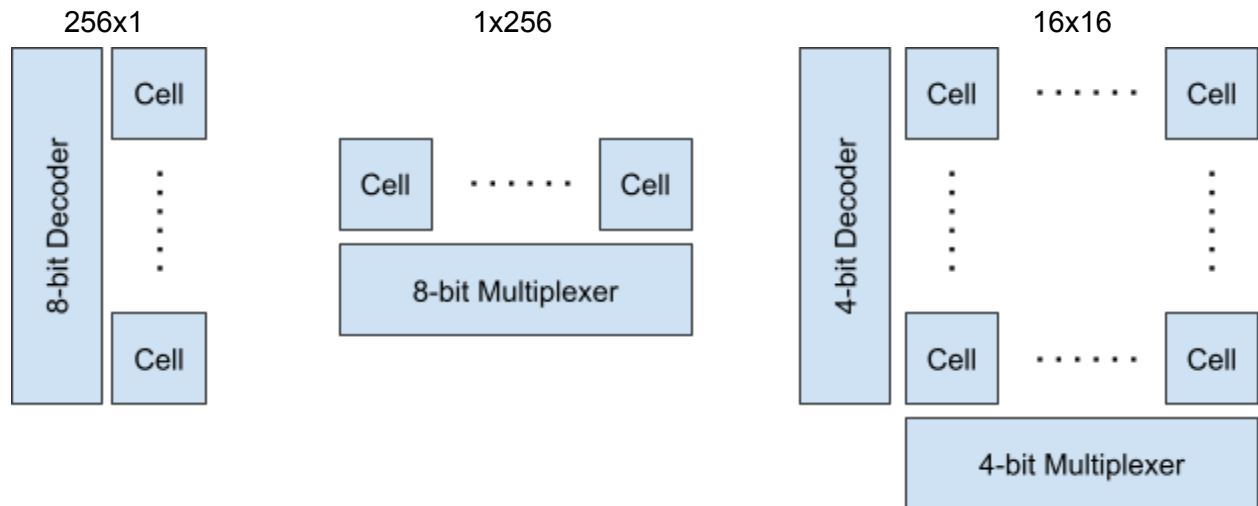 256x1
1x256
16x16
8-bit Decoder
Cell
Cell
Cell
Cell
8-bit Multiplexer
4-bit Decoder
Cell
Cell
Cell
Cell
4-bit Multiplexer